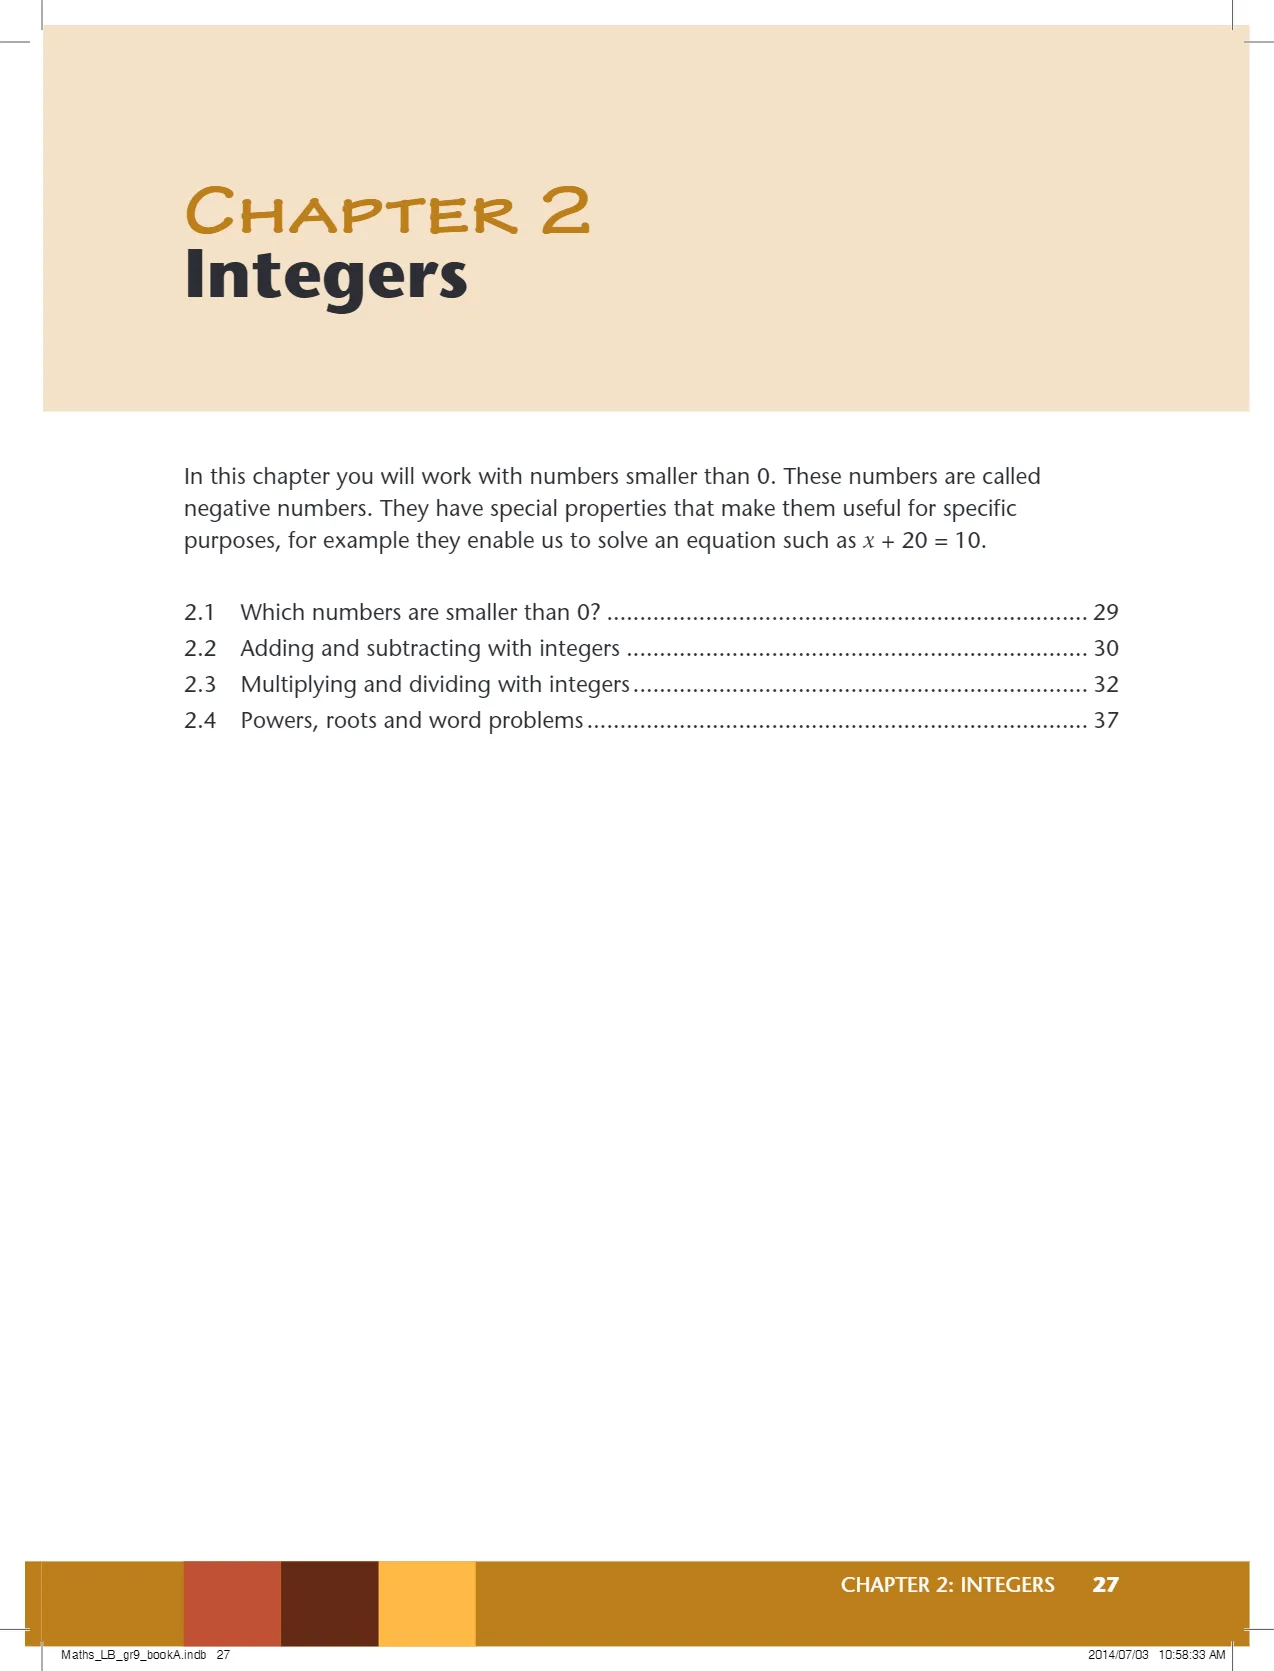 CHAPTER 2
Integers
In this chapter you will work with numbers smaller than 0. These numbers are called
negative numbers. They have special properties that make them useful for specific
purposes, for example they enable us to solve an equation such as x + 20 = 10.
2.1 Which numbers are smaller than 0? ......................................................................... 29
2.2 Adding and subtracting with integers ...................................................................... 30
2.3 Multiplying and dividing with integers ..................................................................... 32
2.4 Powers, roots and word problems ............................................................................ 37
CHAPTER 2: INTEGERS 27
Maths_LB_gr9_bookA.indb 27 2014/07/03 10:58:33 AM